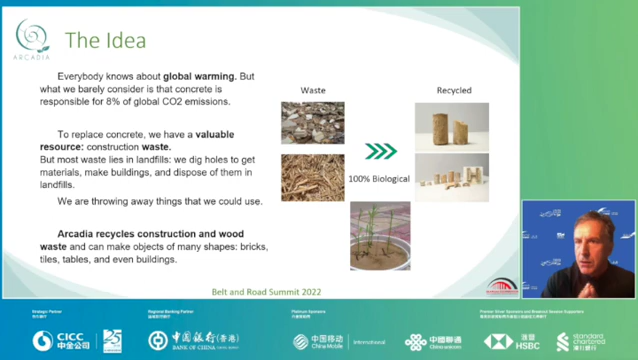 The Idea
ARCADIA
Everybody knows about global warming. But
what we barely consider is that concrete is
responsible for 8% of global CO2 emissions.
To replace concrete, we have a valuable
resource: construction waste.
But most waste lies in landfills: we dig holes to get
materials, make buildings, and dispose of them in
landfills.
We are throwing away things that we could use.
Arcadia recycles construction and wood
waste and can make objects of many shapes: bricks,
tiles, tables, and even buildings.
Waste
Recycled
100% Biological
Belt and Road Summit 2022
Strategic Partner
Regional Banking Partner
Platinum Sponsors
CICC
中金公司
25
中國銀行(香港)
BANK OF CHINA
中国移动
China Mobile
International
中國聯通
China unicom
滙豐
HSBC
standard
chartered
渣打銀行